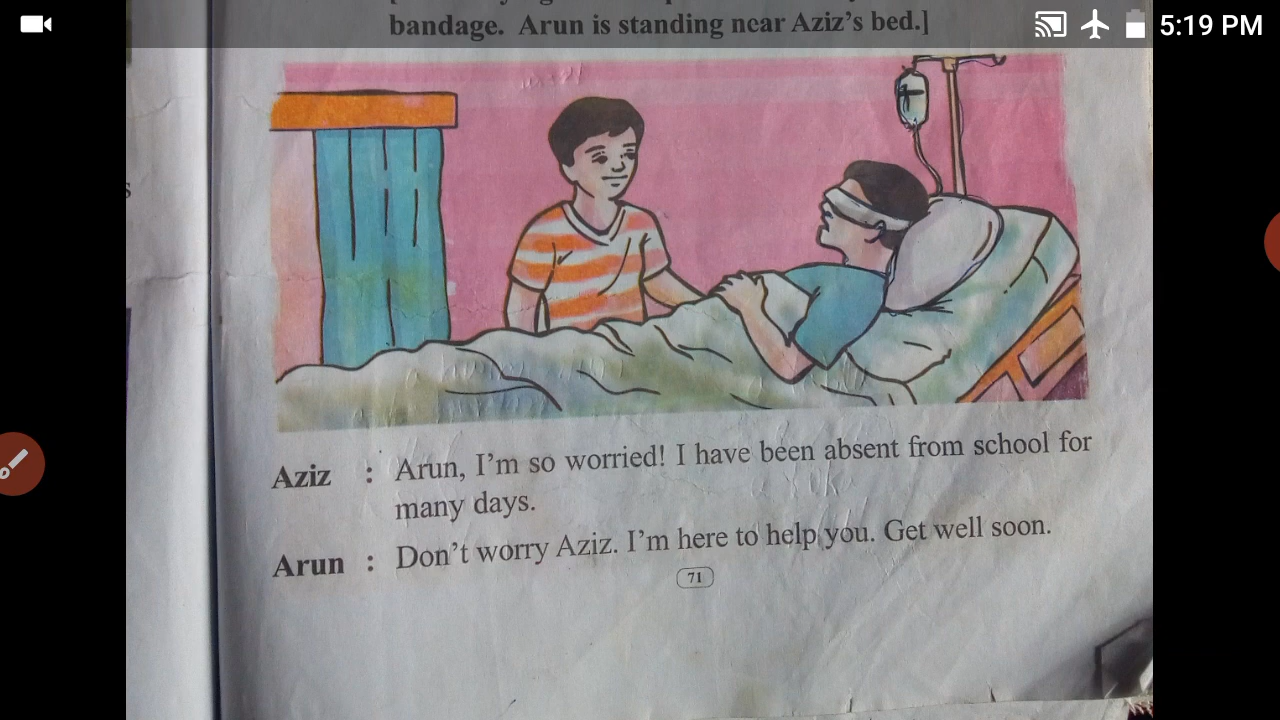 5:19 PM
bandage. Arun is standing near Aziz's bed.]
Aziz : Arun, I'm so worried! I have been absent from school for
many days.
Arun : Don't worry Aziz. I'm here to help you. Get well soon.
71